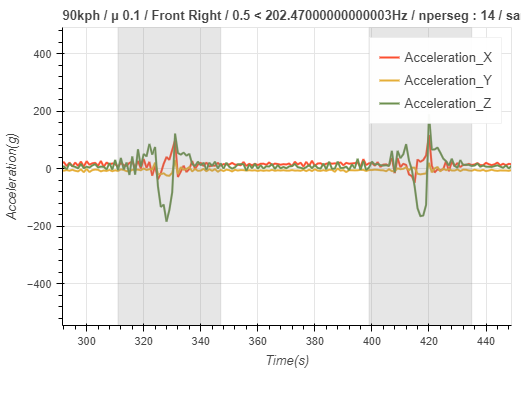 90kph / μ 0.1 / Front Right / 0.5 < 202.47000000000003Hz / nperseg : 14 / sa
Acceleration_X
Acceleration_Y
Acceleration_Z
400
200
0
−200
−400
Acceleration(g)
300
320
340
360
380
400
420
440
Time(s)